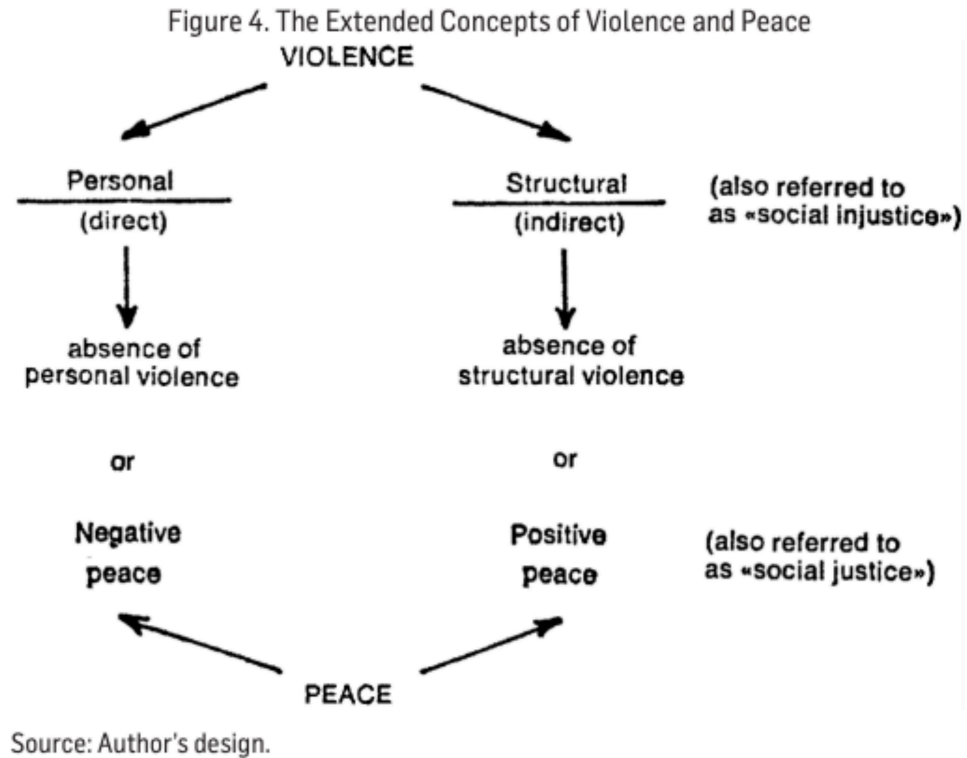 Figure 4. The Extended Concepts of Violence and Peace
VIOLENCE
Personal
(direct)
Structural
(indirect)
(also referred to
as «social injustice»)
absence of
personal violence
absence of
structural violence
or
or
Negative
peace
Positive
peace
(also referred to
as «social justice»)
PEACE
Source: Author's design.